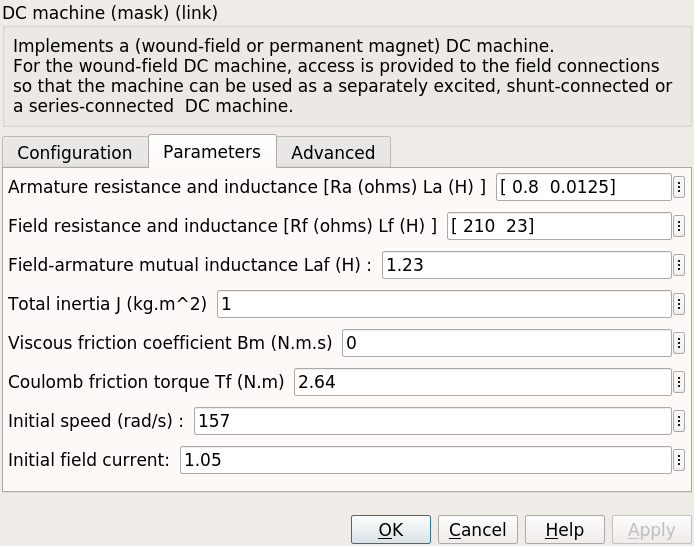 DC machine (mask) (link)
Implements a (wound-field or permanent magnet) DC machine.
For the wound-field DC machine, access is provided to the field connections
so that the machine can be used as a separately excited, shunt-connected or
a series-connected  DC machine.
Configuration Parameters Advanced
Armature resistance and inductance [Ra (ohms) La (H) ] [ 0.8  0.0125]
Field resistance and inductance [Rf (ohms) Lf (H) ] [ 210  23]
Field-armature mutual inductance Laf (H) : 1.23
Total inertia J (kg.m^2) 1
Viscous friction coefficient Bm (N.m.s) 0
Coulomb friction torque Tf (N.m) 2.64
Initial speed (rad/s) : 157
Initial field current: 1.05
OK Cancel Help Apply